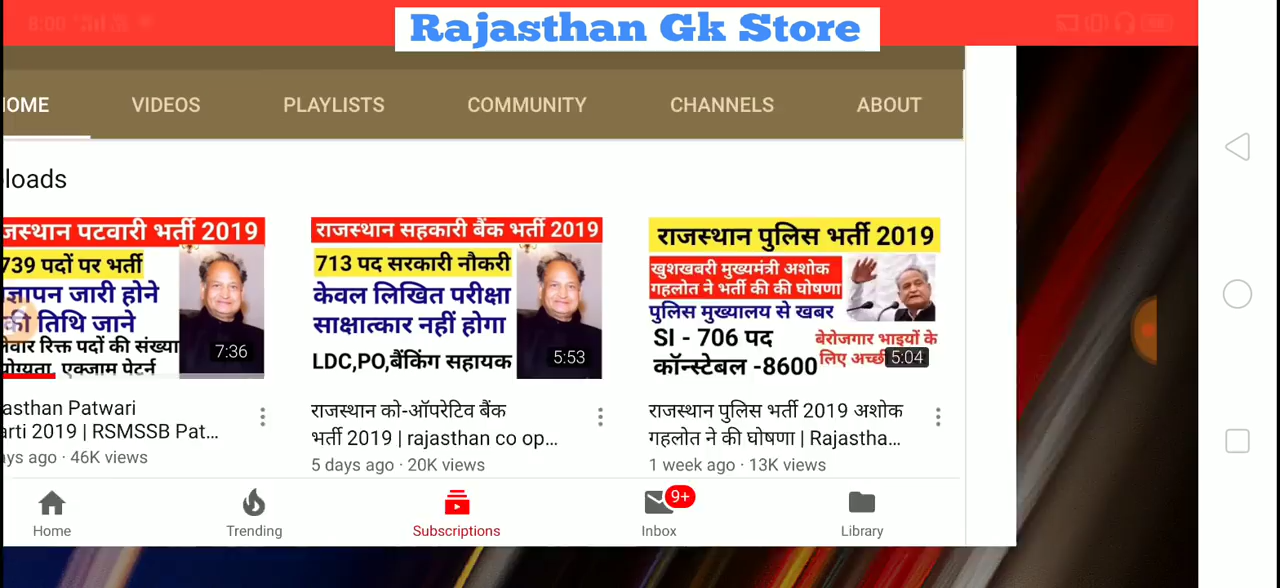 8:00
Rajasthan Gk Store
OME VIDEOS PLAYLISTS COMMUNITY CHANNELS ABOUT
loads
जस्थान पटवारी भर्ती 2019
739 पदों पर भर्ती
ज्ञापन जारी होने
की तिथि जाने
वार रिक्त पदों की संख्या
योग्यता, एक्जाम पेटर्न
7:36
राजस्थान सहकारी बैंक भर्ती 2019
713 पद सरकारी नौकरी
केवल लिखित परीक्षा
साक्षात्कार नहीं होगा
LDC,PO,बैंकिंग सहायक
5:53
राजस्थान पुलिस भर्ती 2019
खुशखबरी मुख्यमंत्री अशोक
गहलोत ने भर्ती की की घोषणा
पुलिस मुख्यालय से खबर
SI - 706 पद
कॉन्स्टेबल -8600
बेरोजगार भाइयों के
लिए अच्छी
5:04
asthan Patwari
arti 2019 | RSMSSB Pat...
ays ago · 46K views
राजस्थान को-ऑपरेटिव बैंक
भर्ती 2019 | rajasthan co op...
5 days ago · 20K views
राजस्थान पुलिस भर्ती 2019 अशोक
गहलोत ने की घोषणा | Rajastha...
1 week ago · 13K views
9+
Home Trending Subscriptions Inbox Library